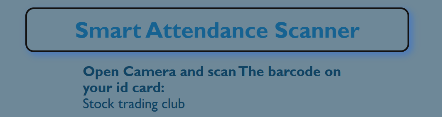 Smart Attendance Scanner
Open Camera and scan The barcode on
your id card:
Stock trading club